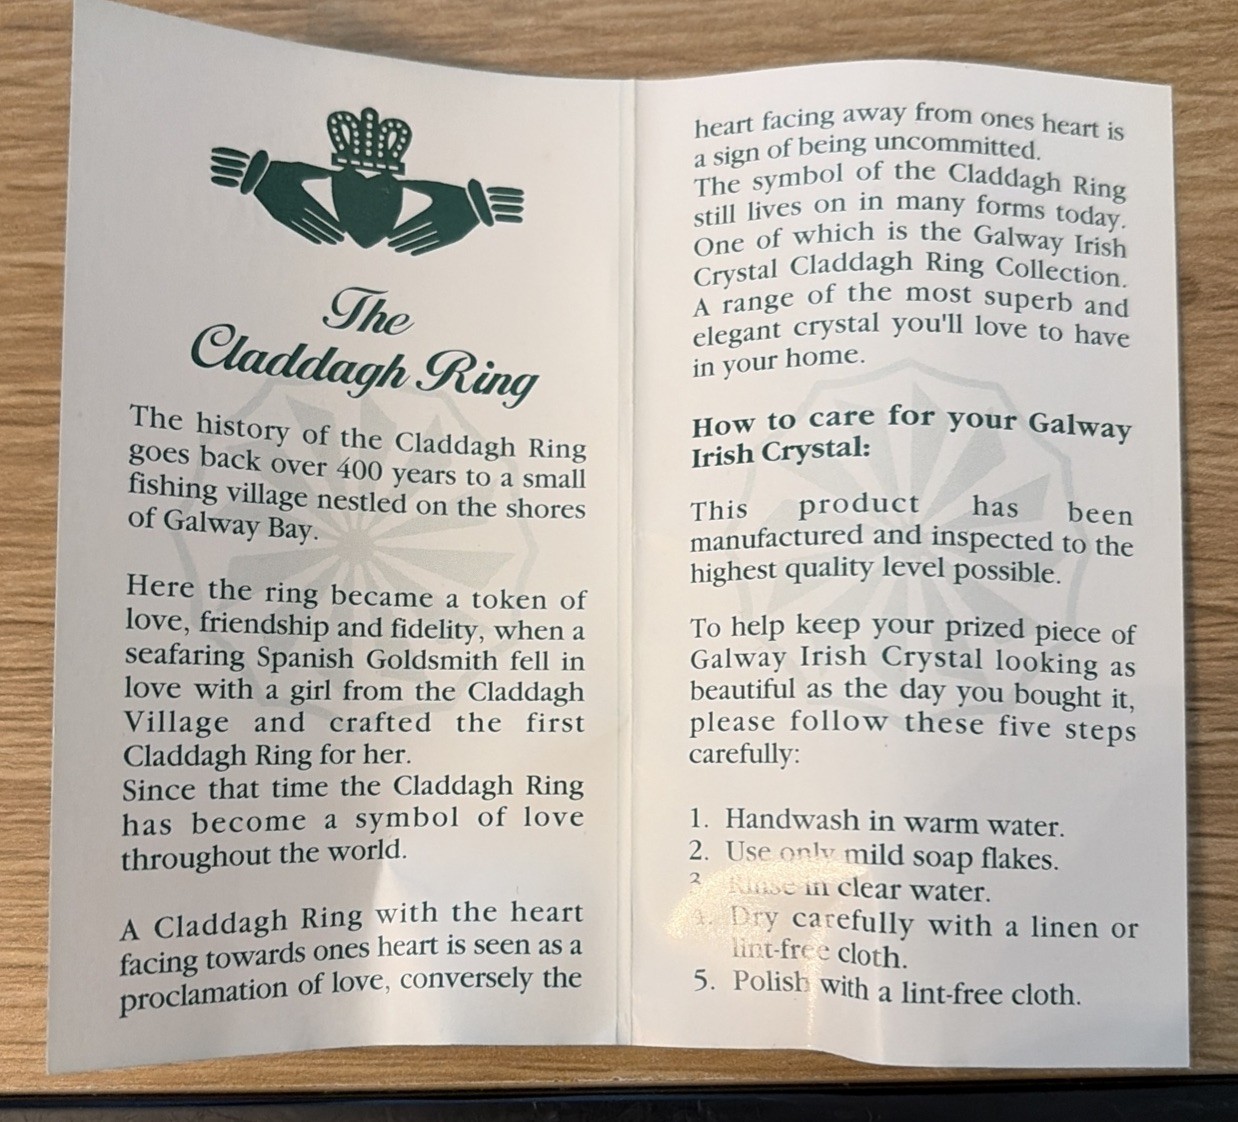 The
Claddagh Ring
The history of the Claddagh Ring
goes back over 400 years to a small
fishing village nestled on the shores
of Galway Bay.
Here the ring became a token of
love, friendship and fidelity, when a
seafaring Spanish Goldsmith fell in
love with a girl from the Claddagh
Village and crafted the first
Claddagh Ring for her.
Since that time the Claddagh Ring
has become a symbol of love
throughout the world.
A Claddagh Ring with the heart
facing towards ones heart is seen as a
proclamation of love, conversely the
heart facing away from ones heart is
a sign of being uncommitted.
The symbol of the Claddagh Ring
still lives on in many forms today.
One of which is the Galway Irish
Crystal Claddagh Ring Collection.
A range of the most superb and
elegant crystal you'll love to have
in your home.
How to care for your Galway
Irish Crystal:
This product has been
manufactured and inspected to the
highest quality level possible.
To help keep your prized piece of
Galway Irish Crystal looking as
beautiful as the day you bought it,
please follow these five steps
carefully:
1. Handwash in warm water.
2. Use only mild soap flakes.
3. Rinse in clear water.
4. Dry carefully with a linen or
lint-free cloth.
5. Polish with a lint-free cloth.